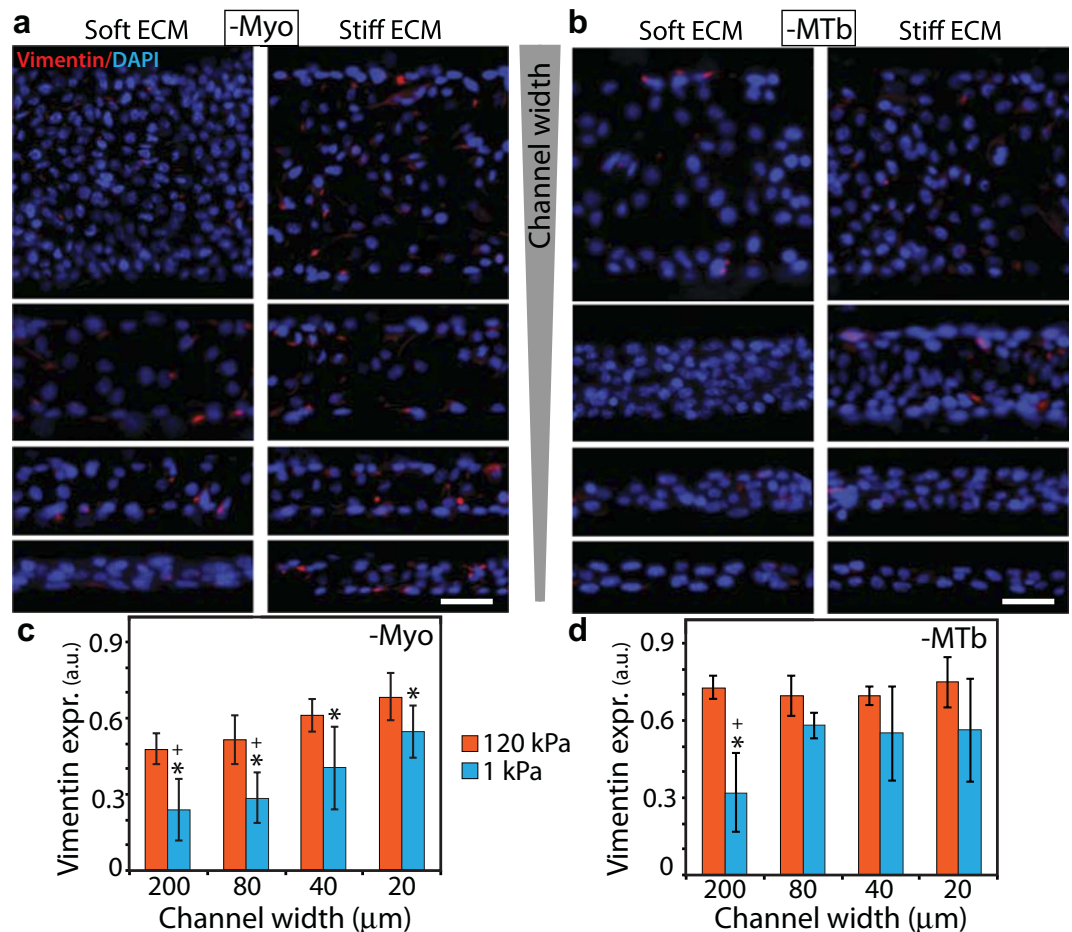 a
Soft ECM
-Myo
Stiff ECM
Vimentin/DAPI
Channel width
b
Soft ECM
-MTb
Stiff ECM
c
-Myo
Vimentin expr. (a.u.)
0.9
0.6
0.3
0
+
*
+
*
*
*
200 80 40 20
Channel width (μm)
120 kPa
1 kPa
d
-MTb
Vimentin expr. (a.u.)
0.9
0.6
0.3
0
+
*
200 80 40 20
Channel width (μm)